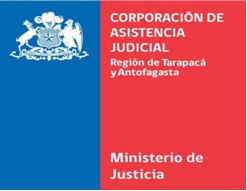 CORPORACIÓN DE
ASISTENCIA
JUDICIAL
Región de Tarapacá
y Antofagasta
Ministerio de
Justicia